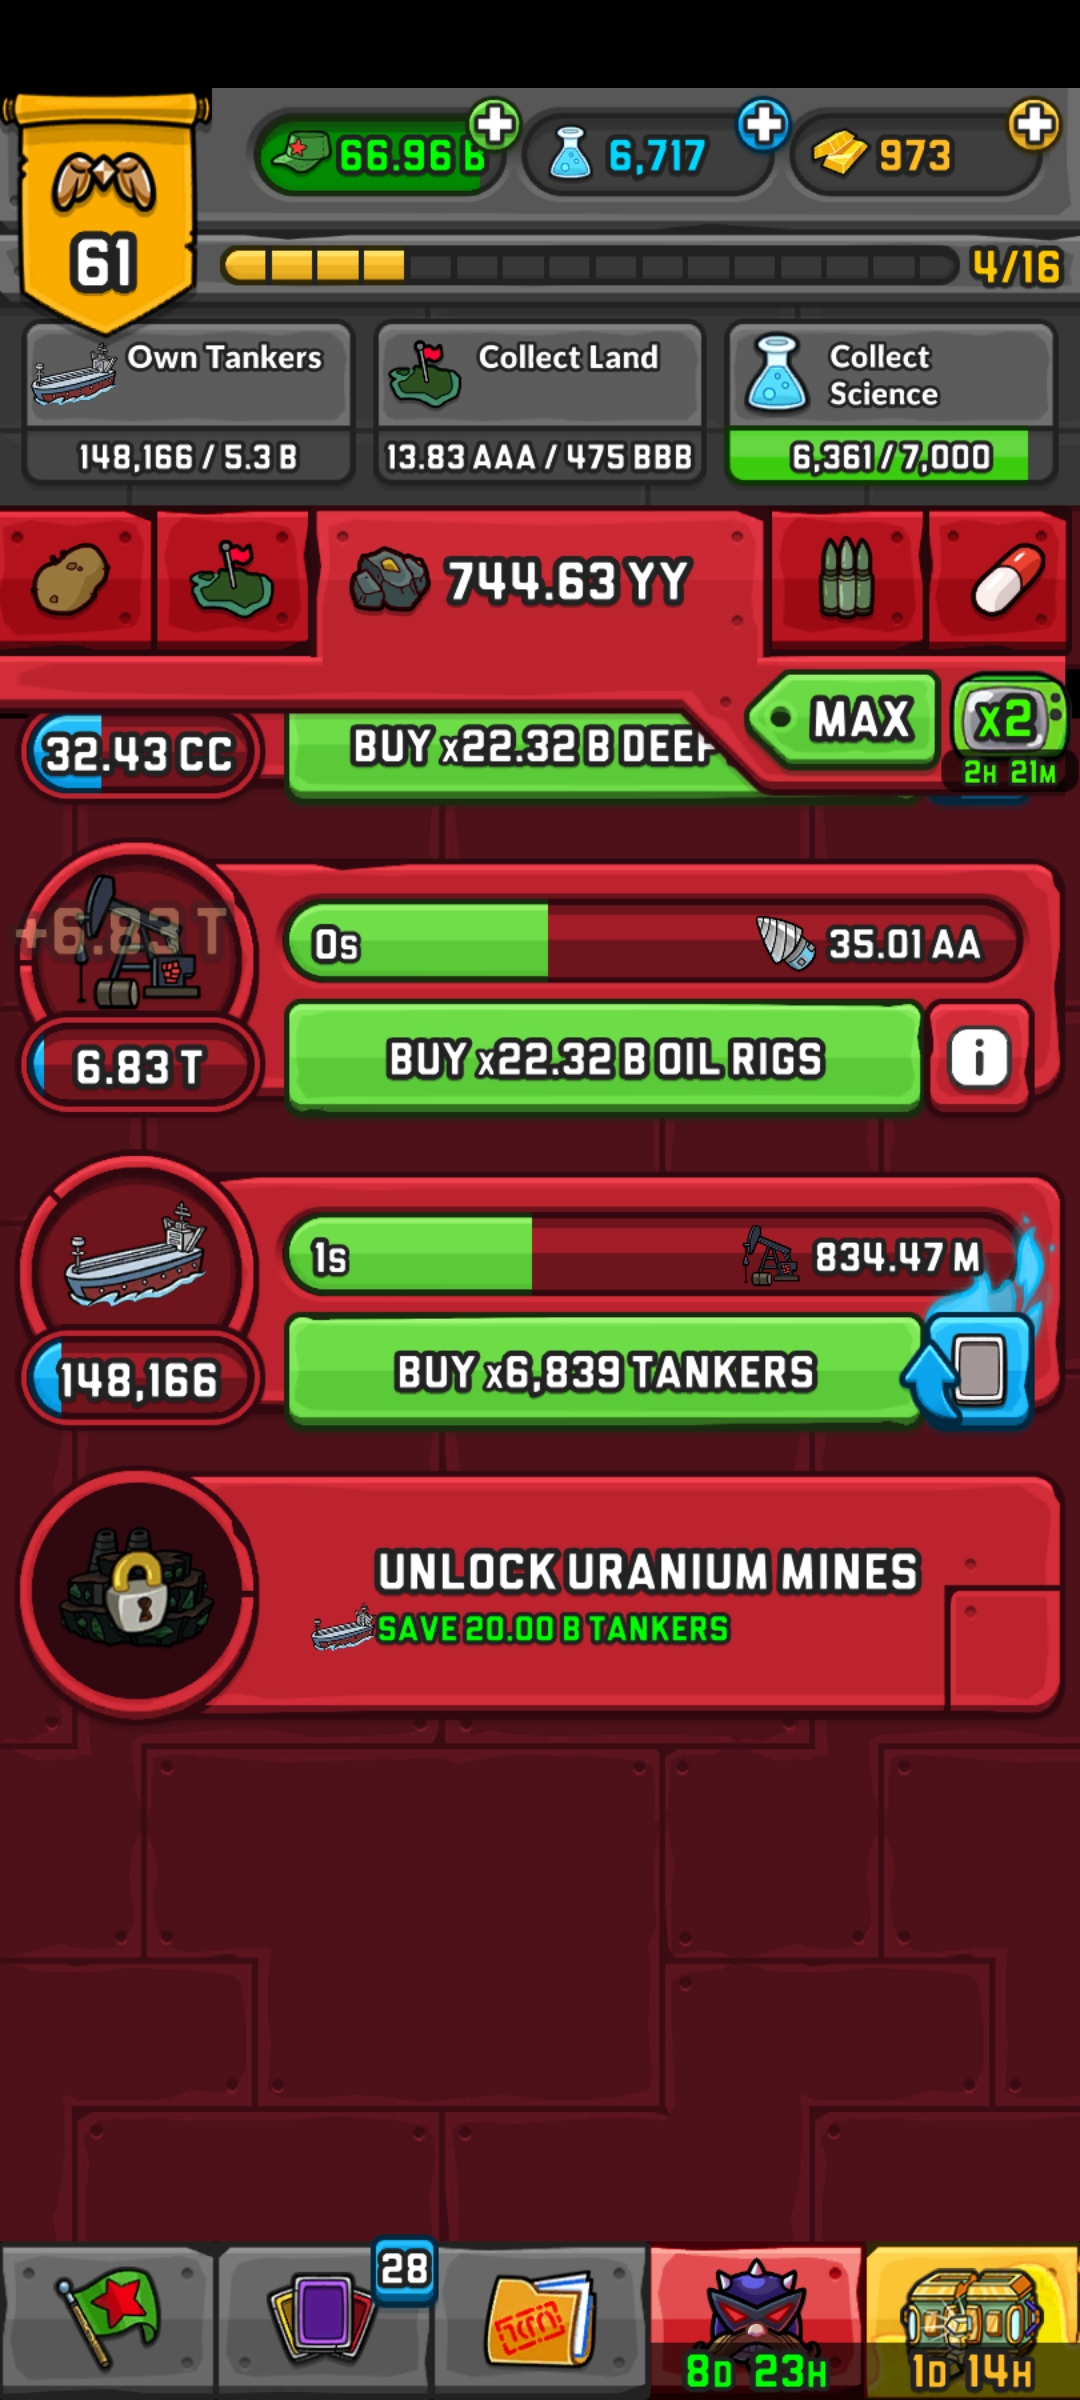 66.96 B
6,717
973
61
4/16
Own Tankers
148,166 / 5.3 B
Collect Land
13.83 AAA / 475 BBB
Collect
Science
6,361 / 7,000
744.63 YY
MAX
x2
2H 21M
32.43 CC
BUY x22.32 B DEEP
+6.83 T
0s
35.01 AA
6.83 T
BUY x22.32 B OIL RIGS
i
1s
834.47 M
148,166
BUY x6,839 TANKERS
UNLOCK URANIUM MINES
SAVE 20.00 B TANKERS
28
8D 23H
1D 14H